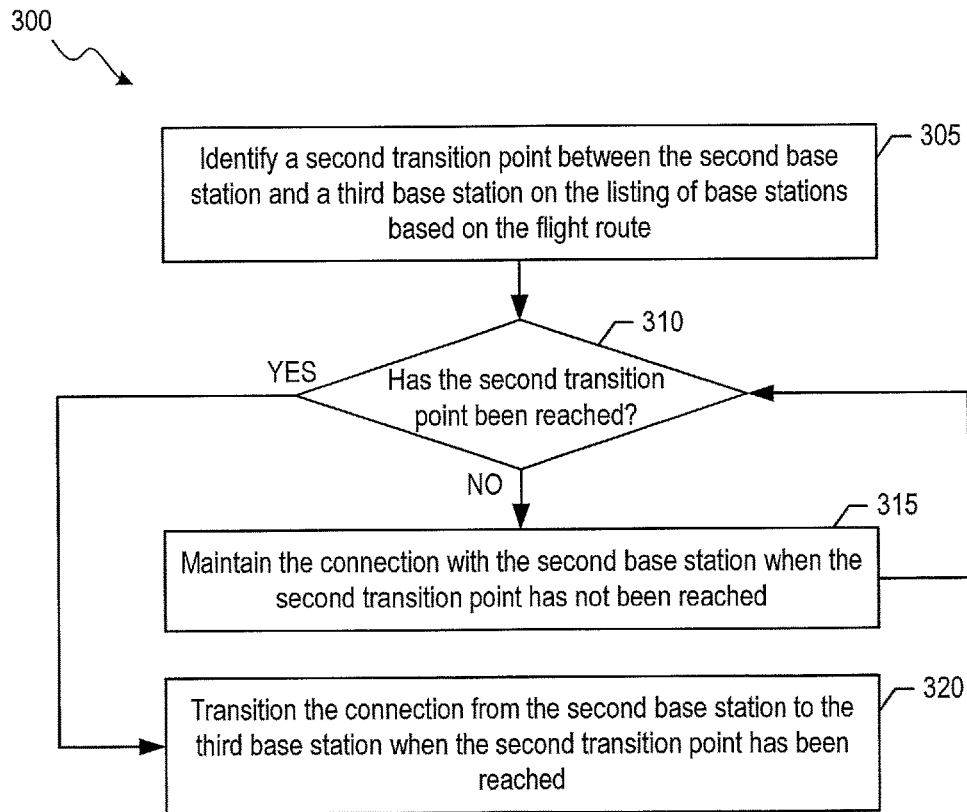 300
305
Identify a second transition point between the second base
station and a third base station on the listing of base stations
based on the flight route
310
YES
Has the second transition
point been reached?
NO
315
Maintain the connection with the second base station when the
second transition point has not been reached
320
Transition the connection from the second base station to the
third base station when the second transition point has been
reached